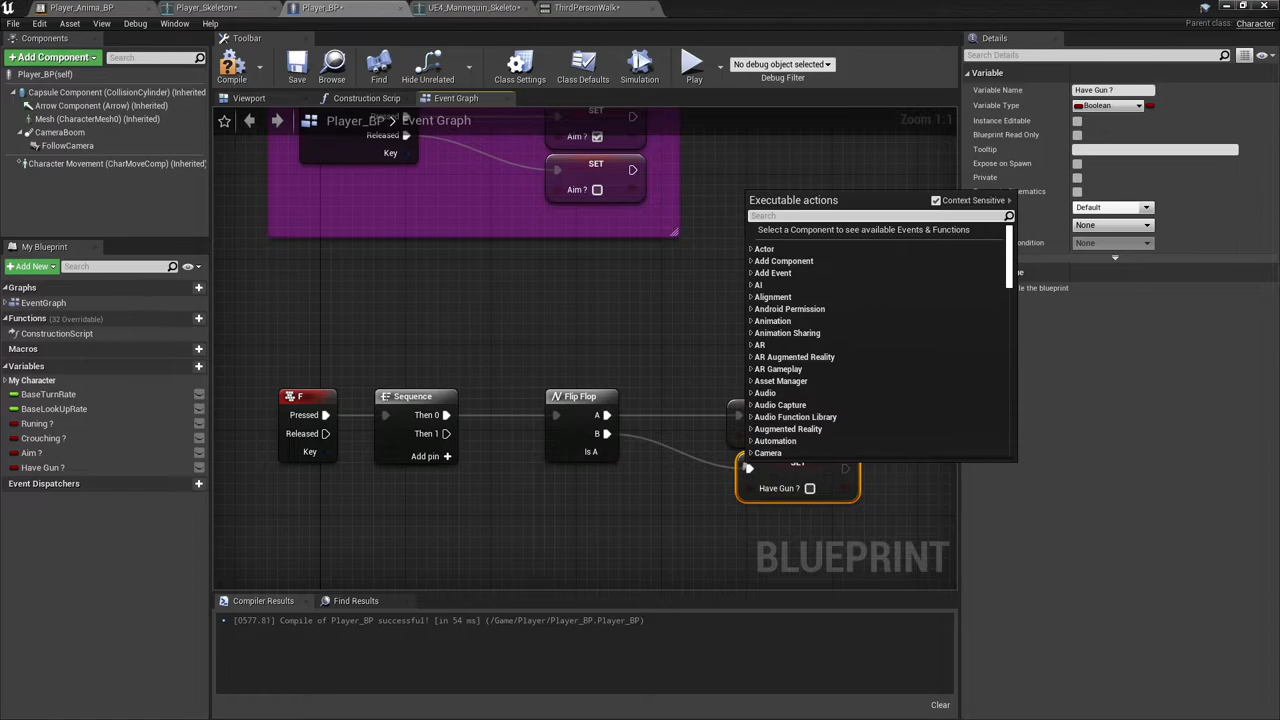 Player_Anima_BP
Player_Skeleton*
Player_BP*
UE4_Mannequin_Skeleto*
ThirdPersonWalk*
File
Edit
Asset
View
Debug
Window
Help
Parent class:
Character
Components
Toolbar
Details
+ Add Component
Search
Compile
Save
Browse
Find
Hide Unrelated
Class Settings
Class Defaults
Simulation
Play
No debug object selected
Debug Filter
Search Details
Player_BP(self)
Capsule Component (CollisionCylinder) (Inherited)
Arrow Component (Arrow) (Inherited)
Mesh (CharacterMesh0) (Inherited)
CameraBoom
FollowCamera
Character Movement (CharMoveComp) (Inherited)
Viewport
Construction Scrip
Event Graph
Player_BP
Event Graph
Zoom 1:1
Variable
Variable Name
Have Gun ?
Variable Type
Boolean
Instance Editable
Blueprint Read Only
Tooltip
Expose on Spawn
Private
Default
None
None
SET
Aim ?
Released
Key
SET
Aim ?
Executable actions
Context Sensitive
Search
Select a Component to see available Events & Functions
Actor
Add Component
Add Event
AI
Alignment
Android Permission
Animation
Animation Sharing
AR
AR Augmented Reality
AR Gameplay
Asset Manager
Audio
Audio Capture
Audio Function Library
Augmented Reality
Automation
Camera
My Blueprint
+ Add New
Search
Graphs
EventGraph
Functions (32 Overridable)
ConstructionScript
Macros
Variables
My Character
BaseTurnRate
BaseLookUpRate
Runing ?
Crouching ?
Aim ?
Have Gun ?
Event Dispatchers
F
Pressed
Released
Key
Sequence
Then 0
Then 1
Add pin +
Flip Flop
A
B
Is A
SET
Have Gun ?
BLUEPRINT
Compiler Results
Find Results
[0577.81] Compile of Player_BP successful! [in 54 ms] (/Game/Player/Player_BP.Player_BP)
Clear